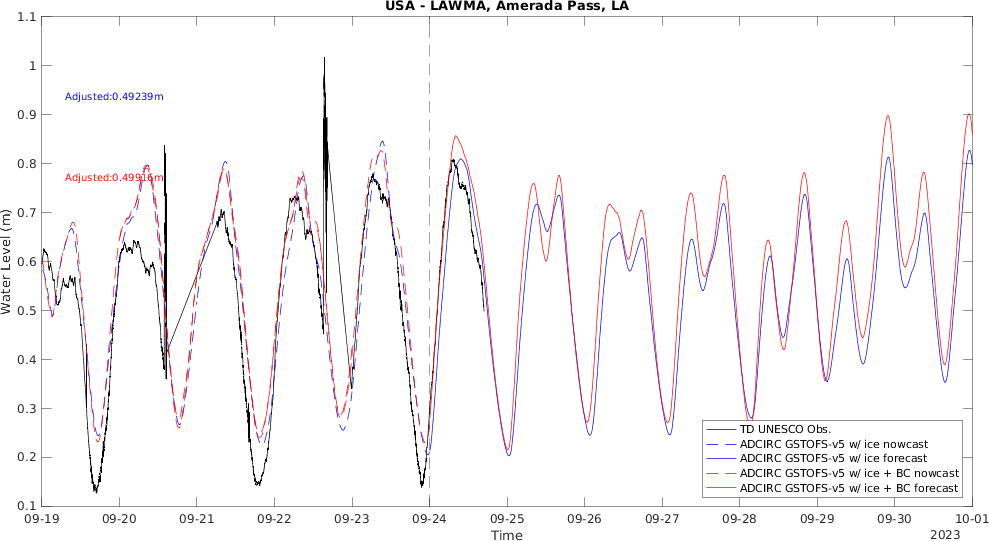 USA - LAWMA, Amerada Pass, LA
1.1
1
0.9
0.8
0.7
0.6
0.5
0.4
0.3
0.2
0.1
Water Level (m)
Adjusted:0.49239m
Adjusted:0.49916m
TD UNESCO Obs.
ADCIRC GSTOFS-v5 w/ ice nowcast
ADCIRC GSTOFS-v5 w/ ice forecast
ADCIRC GSTOFS-v5 w/ ice + BC nowcast
ADCIRC GSTOFS-v5 w/ ice + BC forecast
09-19 09-20 09-21 09-22 09-23 09-24 09-25 09-26 09-27 09-28 09-29 09-30 10-01
Time
2023